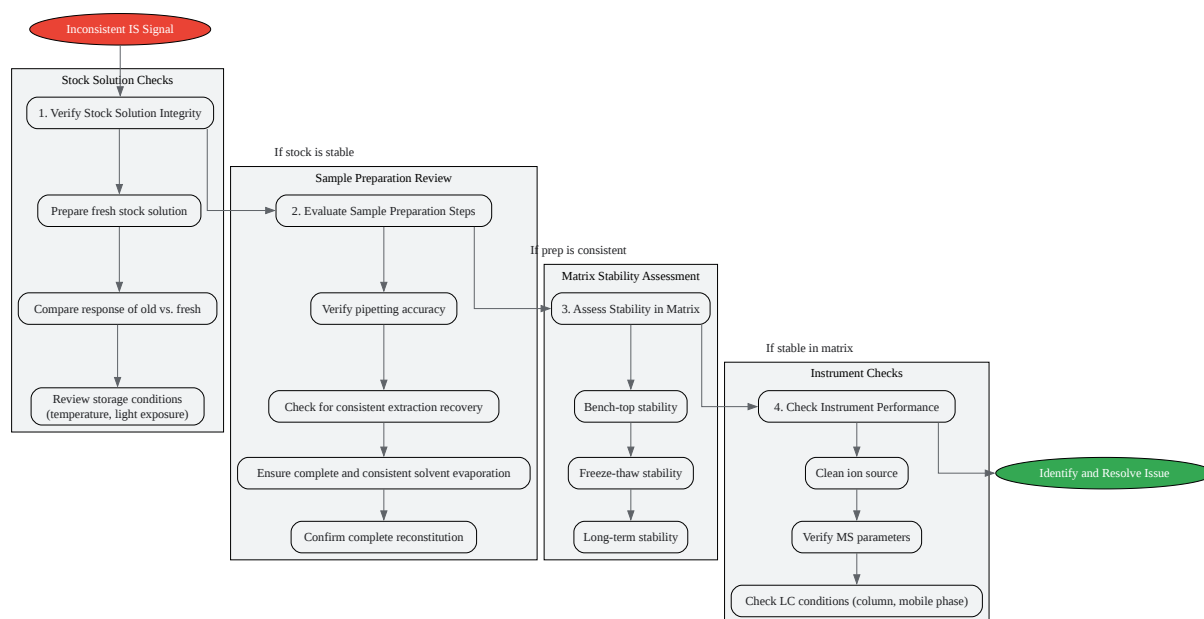 Inconsistent IS Signal
Stock Solution Checks
1. Verify Stock Solution Integrity
Prepare fresh stock solution
Compare response of old vs. fresh
Review storage conditions
(temperature, light exposure)
If stock is stable
Sample Preparation Review
2. Evaluate Sample Preparation Steps
Verify pipetting accuracy
Check for consistent extraction recovery
Ensure complete and consistent solvent evaporation
Confirm complete reconstitution
If prep is consistent
Matrix Stability Assessment
3. Assess Stability in Matrix
Bench-top stability
Freeze-thaw stability
Long-term stability
If stable in matrix
Instrument Checks
4. Check Instrument Performance
Clean ion source
Verify MS parameters
Check LC conditions (column, mobile phase)
Identify and Resolve Issue